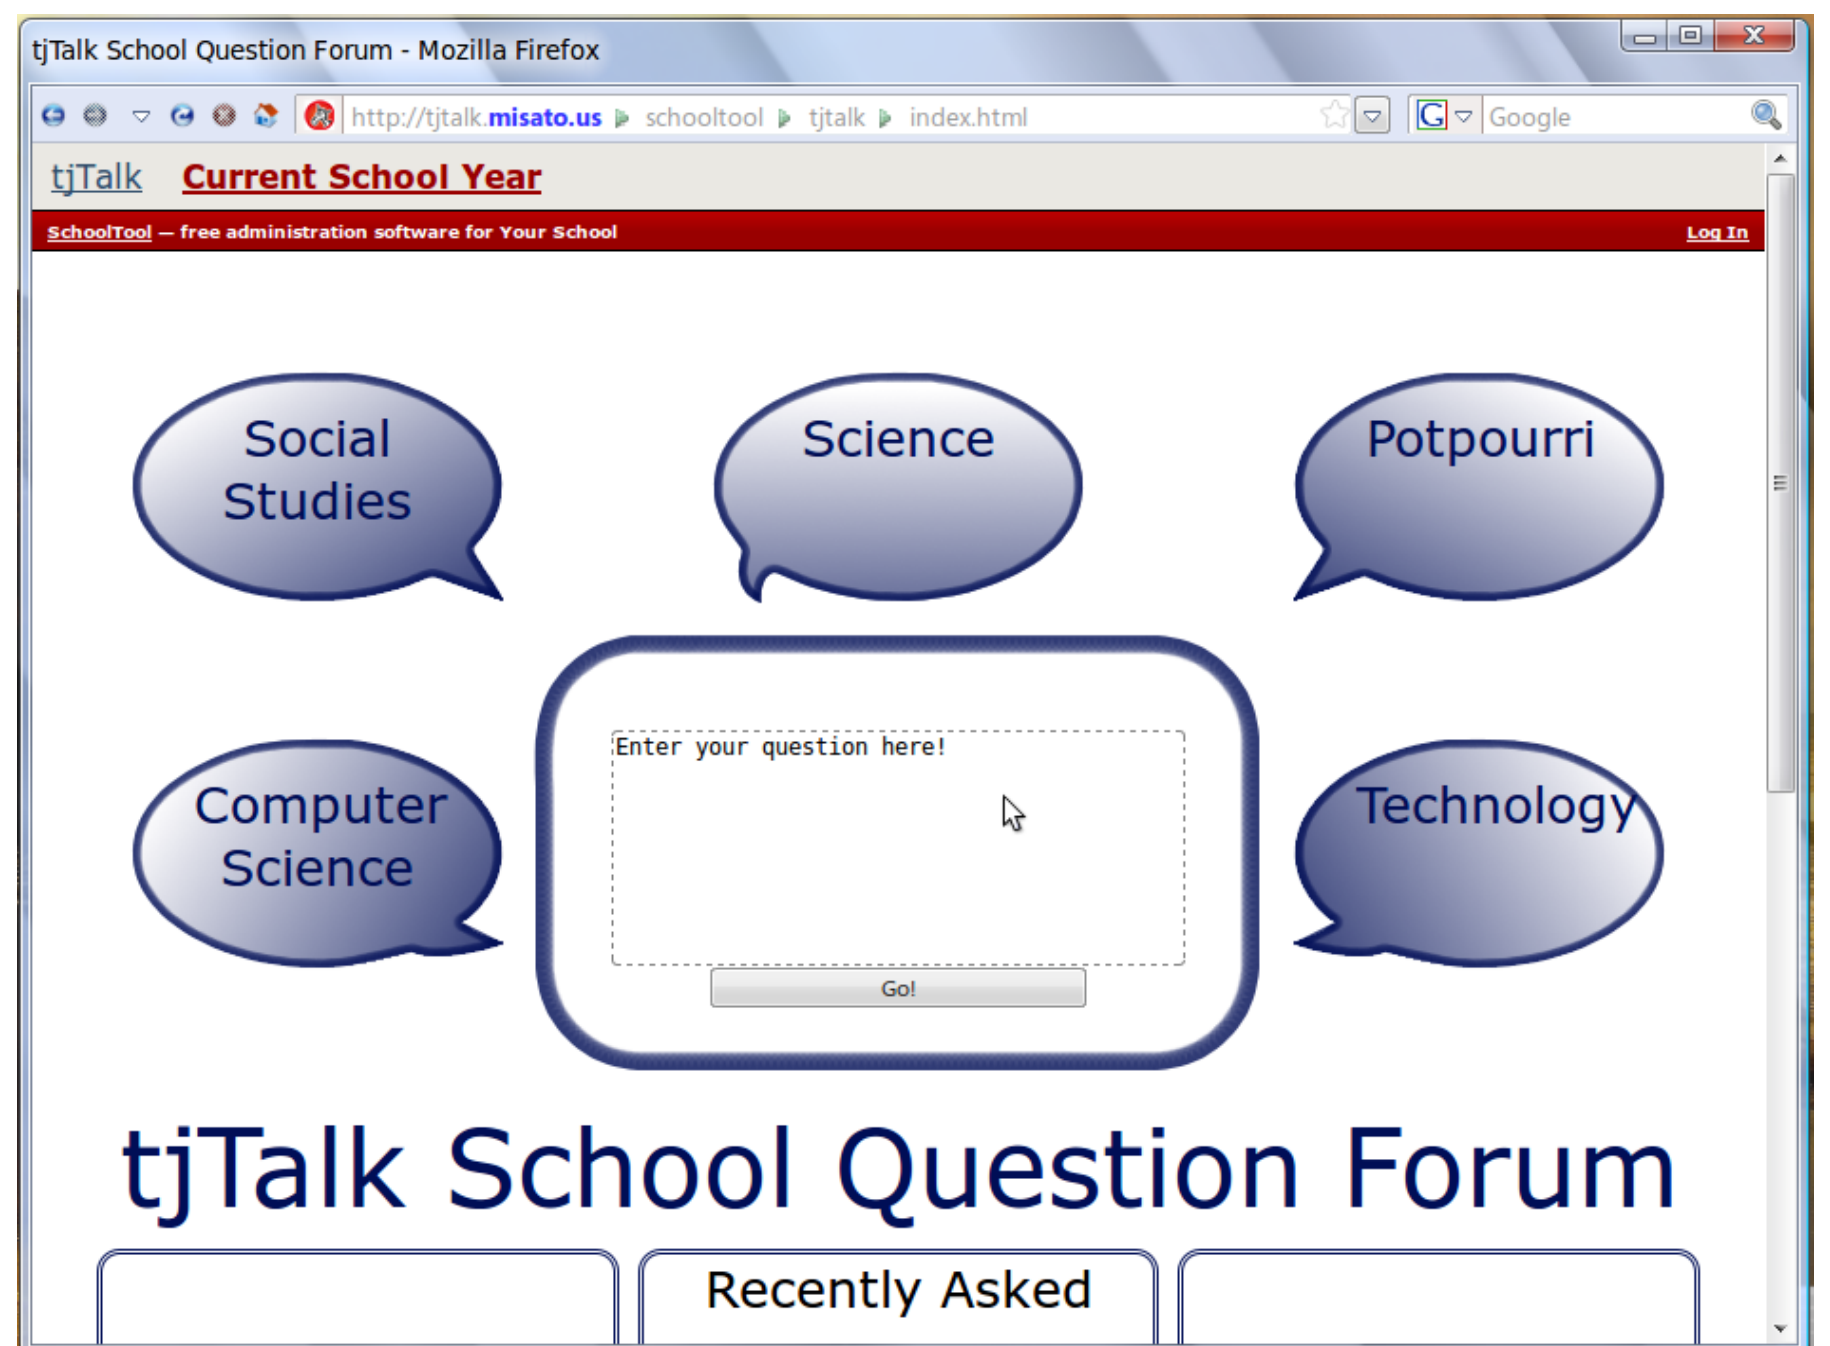 tjTalk School Question Forum - Mozilla Firefox
http://tjtalk.misato.us schooltool tjtalk index.html
G Google
tjTalk Current School Year
SchoolTool — free administration software for Your School Log In
Social
Studies
Science
Potpourri
Computer
Science
Enter your question here!
Go!
Technology
tjTalk School Question Forum
Recently Asked